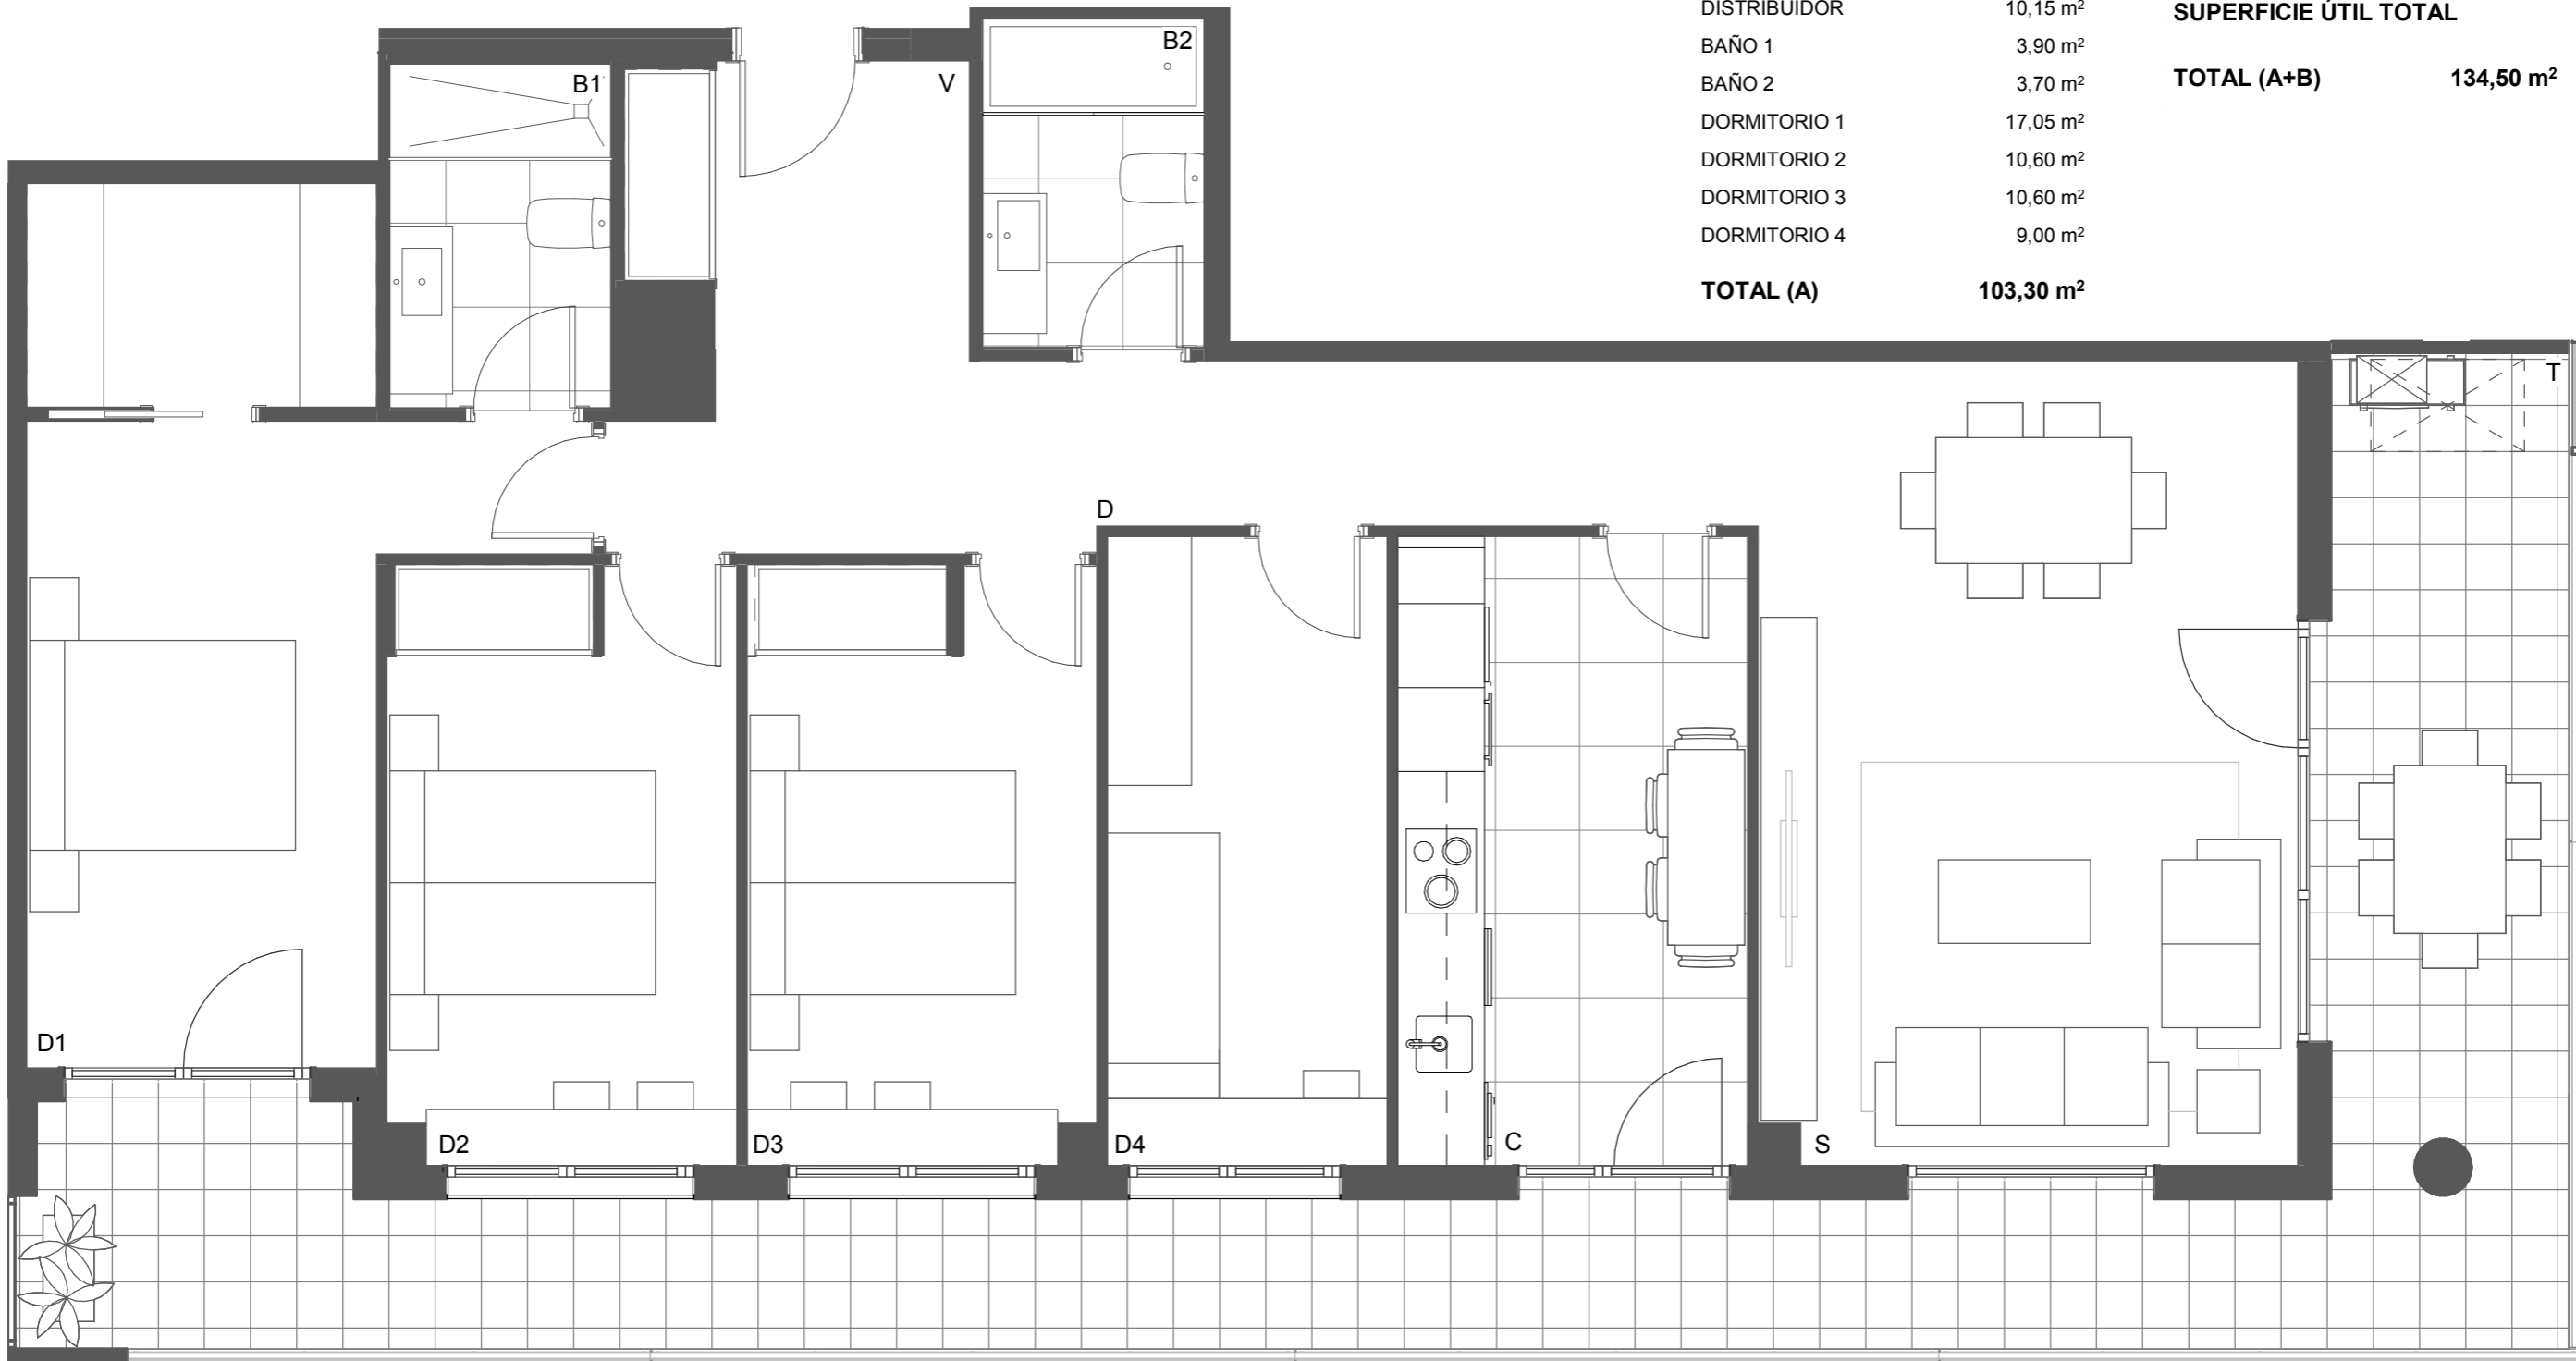 DISTRIBUIDOR 10,15 m²
BAÑO 1 3,90 m²
BAÑO 2 3,70 m²
DORMITORIO 1 17,05 m²
DORMITORIO 2 10,60 m²
DORMITORIO 3 10,60 m²
DORMITORIO 4 9,00 m²
TOTAL (A) 103,30 m²
SUPERFICIE ÚTIL TOTAL
TOTAL (A+B) 134,50 m²
B1
V
B2
T
D
D1
D2
D3
D4
C
S